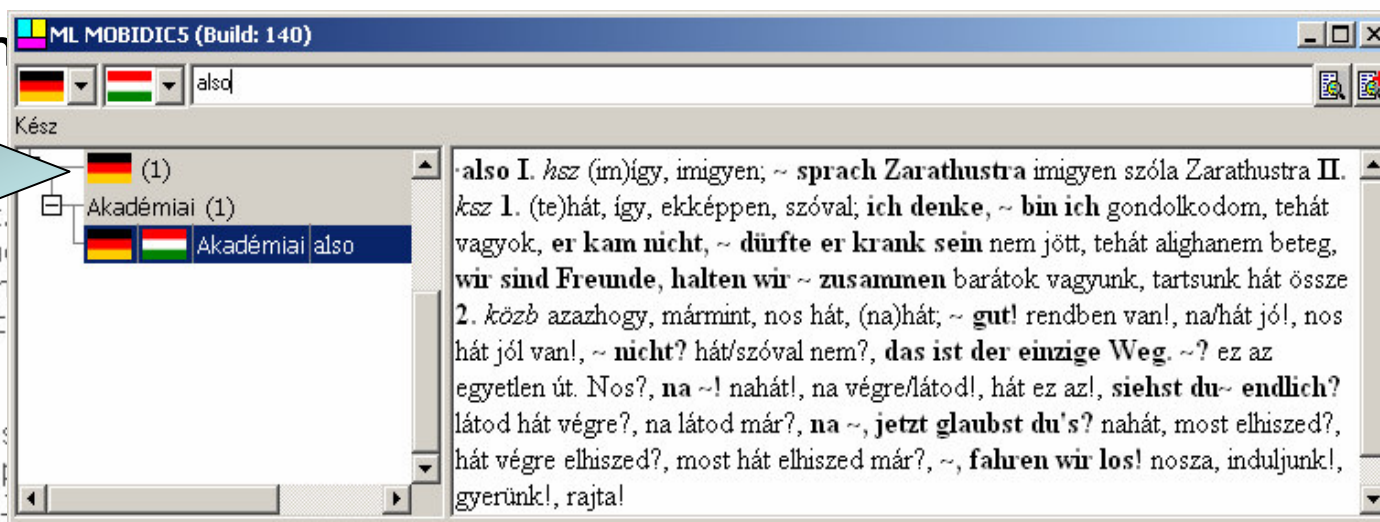 ML MOBIDIC5 (Build: 140)
also
Kész
(1)
Akadémiai (1)
Akadémiai also
·also I. hsz (im)így, imigyen; ~ sprach Zarathustra imigyen szóla Zarathustra II.
ksz 1. (te)hát, így, ekképpen, szóval; ich denke, ~ bin ich gondolkodom, tehát
vagyok, er kam nicht, ~ dürfte er krank sein nem jött, tehát alighanem beteg,
wir sind Freunde, halten wir ~ zusammen barátok vagyunk, tartsunk hát össze
2. közb azazhogy, mármint, nos hát, (na)hát; ~ gut! rendben van!, na/hát jó!, nos
hát jól van!, ~ nicht? hát/szóval nem?, das ist der einzige Weg. ~? ez az
egyetlen út. Nos?, na ~! nahát!, na végre/látod!, hát ez az!, siehst du~ endlich?
látod hát végre?, na látod már?, na ~, jetzt glaubst du's? nahát, most elhiszed?,
hát végre elhiszed?, most hát elhiszed már?, ~, fahren wir los! nosza, induljunk!,
gyerünk!, rajta!